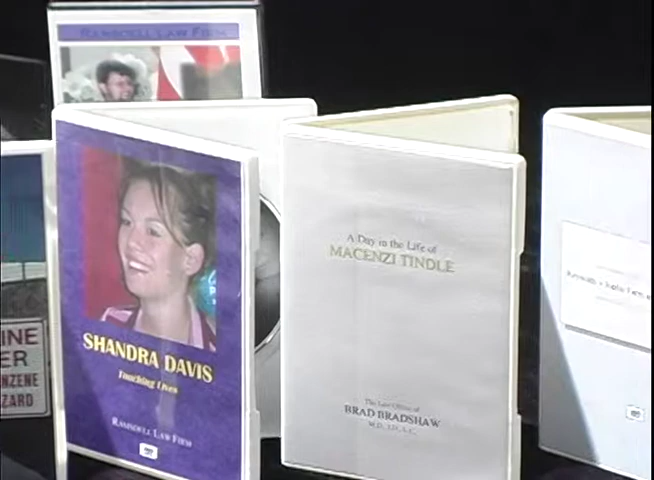 RAMSDELL LAW FIRM
A Day in the Life of
MACENZI TINDLE
SHANDRA DAVIS
Touching Lives
The Law Office of
BRAD BRADSHAW
M.D., J.D., L.C.
RAMSDELL LAW FIRM
INE
ER
NZENE
ZARD